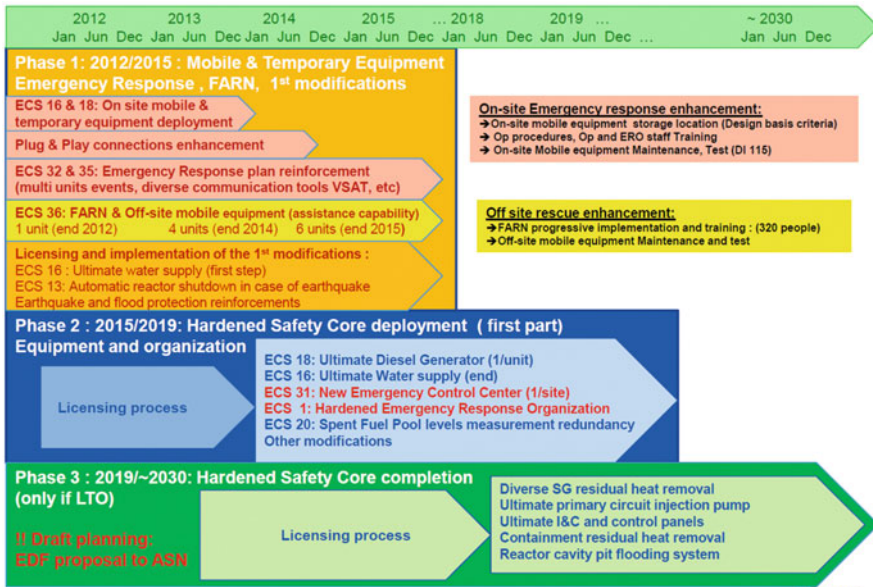 2012 2013 2014 2015 ... 2018 2019 ... ~ 2030
Jan Jun Dec Jan Jun Dec Jan Jun Dec Jan Jun Dec Jan Jun Dec Jan Jun Dec ... Jan Jun Dec
Phase 1: 2012/2015 : Mobile & Temporary Equipment
Emergency Response , FARN, 1st modifications
ECS 16 & 18: On site mobile &
temporary equipment deployment
Plug & Play connections enhancement
ECS 32 & 35: Emergency Response plan reinforcement
(multi units events, diverse communication tools VSAT, etc)
ECS 36: FARN & Off-site mobile equipment (assistance capability)
1 unit (end 2012) 4 units (end 2014) 6 units (end 2015)
Licensing and implementation of the 1st modifications :
ECS 16 : Ultimate water supply (first step)
ECS 13: Automatic reactor shutdown in case of earthquake
Earthquake and flood protection reinforcements
On-site Emergency response enhancement:
→On-site mobile equipment storage location (Design basis criteria)
→ Op procedures, Op and ERO staff Training
→ On-site Mobile equipment Maintenance, Test (DI 115)
Off site rescue enhancement:
→FARN progressive implementation and training : (320 people)
→Off-site mobile equipment Maintenance and test
Phase 2 : 2015/2019: Hardened Safety Core deployment ( first part)
Equipment and organization
Licensing process
ECS 18: Ultimate Diesel Generator (1/unit)
ECS 16: Ultimate Water supply (end)
ECS 31: New Emergency Control Center (1/site)
ECS 1: Hardened Emergency Response Organization
ECS 20: Spent Fuel Pool levels measurement redundancy
Other modifications
Phase 3 : 2019/~2030: Hardened Safety Core completion
(only if LTO)
!! Draft planning:
EDF proposal to ASN
Licensing process
Diverse SG residual heat removal
Ultimate primary circuit injection pump
Ultimate I&C and control panels
Containment residual heat removal
Reactor cavity pit flooding system